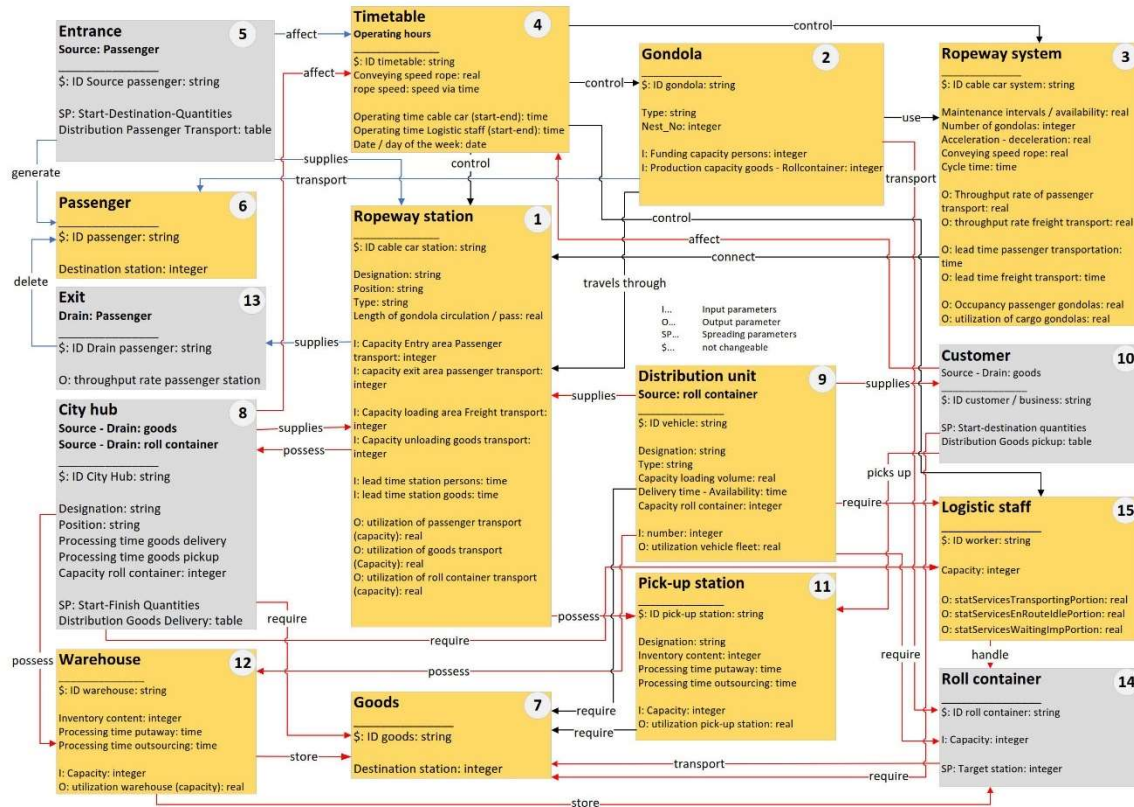 Entrance
5
Source: Passenger
$: ID Source passenger: string
SP: Start-Destination-Quantities
Distribution Passenger Transport: table
affect
affect
generate
supplies
transport
Timetable
4
Operating hours
$: ID timetable: string
Conveying speed rope: real
rope speed: speed via time
Operating time cable car (start-end): time
Operating time Logistic staff (start-end): time
Date / day of the week: date
control
control
control
Gondola
2
$: ID gondola: string
Type: string
Nest_No: integer
I: Funding capacity persons: integer
I: Production capacity goods - Rollcontainer: integer
use
transport
Ropeway system
3
$: ID cable car system: string
Maintenance intervals / availability: real
Number of gondolas: integer
Acceleration - deceleration: real
Conveying speed rope: real
Cycle time: time
O: Throughput rate of passenger
transport: real
O: throughput rate freight transport: real
O: lead time passenger transportation:
time
O: lead time freight transport: time
O: Occupancy passenger gondolas: real
O: utilization of cargo gondolas: real
Passenger
6
$: ID passenger: string
Destination station: integer
delete
Exit
13
Drain: Passenger
$: ID Drain passenger: string
O: throughput rate passenger station
supplies
Ropeway station
1
$: ID cable car station: string
Designation: string
Position: string
Type: string
Length of gondola circulation / pass: real
I: Capacity Entry area Passenger
transport: integer
I: capacity exit area passenger transport:
integer
I: Capacity loading area Freight transport:
integer
I: Capacity unloading goods transport:
integer
I: lead time station persons: time
I: lead time station goods: time
O: utilization of passenger transport
(capacity): real
O: utilization of goods transport
(Capacity): real
O: utilization of roll container transport
(capacity): real
control
affect
connect
travels through
I... Input parameters
O... Output parameter
SP... Spreading parameters
$... not changeable
City hub
8
Source - Drain: goods
Source - Drain: roll container
$: ID City Hub: string
Designation: string
Position: string
Processing time goods delivery
Processing time goods pickup
Capacity roll container: integer
SP: Start-Finish Quantities
Distribution Goods Delivery: table
supplies
possess
require
require
possess
Distribution unit
9
Source: roll container
$: ID vehicle: string
Designation: string
Type: string
Capacity loading volume: real
Delivery time - Availability: time
Capacity roll container: integer
I: number: integer
O: utilization vehicle fleet: real
supplies
supplies
picks up
require
Customer
10
Source - Drain: goods
$: ID customer / business: string
SP: Start-destination quantities
Distribution Goods pickup: table
Logistic staff
15
$: ID worker: string
Capacity: integer
O: statServicesTransportingPortion: real
O: statServicesEnRouteIdlePortion: real
O: statServicesWaitingImpPortion: real
handle
Pick-up station
11
$: ID pick-up station: string
Designation: string
Inventory content: integer
Processing time putaway: time
Processing time outsourcing: time
I: Capacity: integer
O: utilization pick-up station: real
possess
possess
require
require
require
Warehouse
12
$: ID warehouse: string
Inventory content: integer
Processing time putaway: time
Processing time outsourcing: time
I: Capacity: integer
O: utilization warehouse (capacity): real
store
store
Goods
7
$: ID goods: string
Destination station: integer
transport
require
Roll container
14
$: ID roll container: string
I: Capacity: integer
SP: Target station: integer